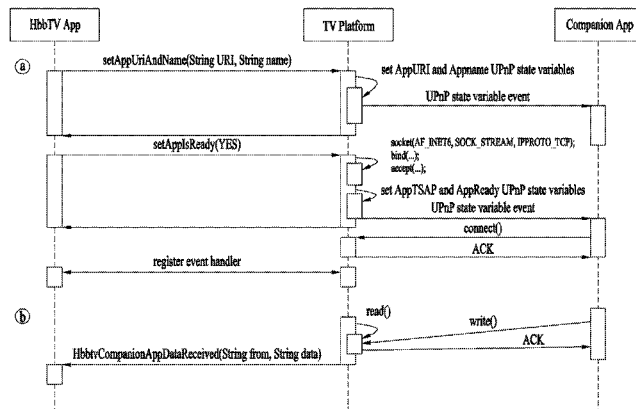 HbbTV App
TV Platform
Companion App
ⓐ
setAppUriAndName(String URI, String name)
set AppURI and Appname UPnP state variables
UPnP state variable event
setAppIsReady(YES)
socket(AF_INET6, SOCK_STREAM, IPPROTO_TCP);
bind(...);
accept(...);
set AppTSAP and AppReady UPnP state variables
UPnP state variable event
connect()
ACK
register event handler
ⓑ
read()
write()
HbbtvCompanionAppDataReceived(String from, String data)
ACK